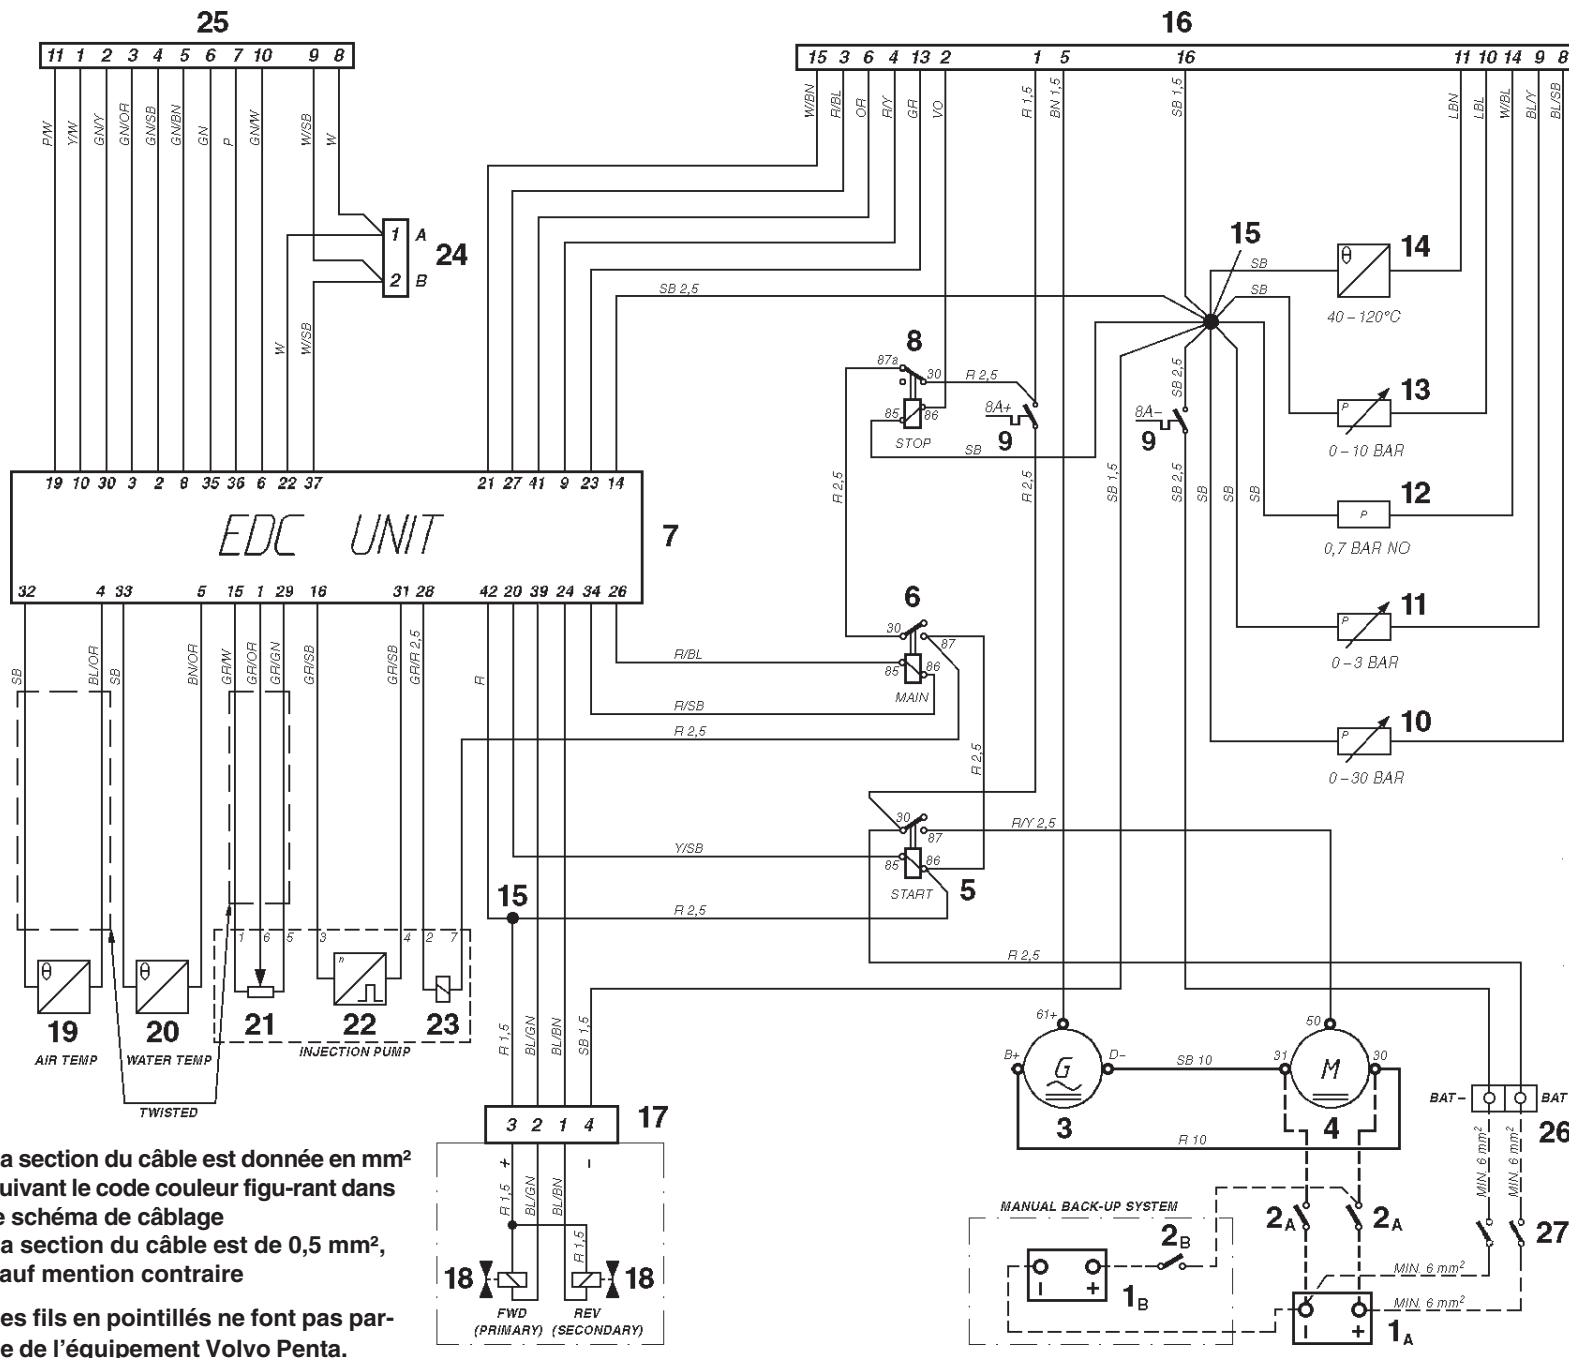 25
16
11 1 2 3 4 5 6 7 10 9 8
15 3 6 4 13 2 1 5 16 11 10 14 9 8
P/W Y/W GN/Y GN/OR GN/SB GN/BN GN P GN/W W/SB W
W/BN R/BL OR R/Y GR VO R 1,5 BN 1,5 SB 1,5 LBN LBL W/BL BL/Y BL/SB
1 A
24
2 B
W W/SB
15
SB
14
40 – 120°C
SB 2,5
SB
8
87a 30 R 2,5
85 86
STOP
SB
8A+
9
8A–
9
SB 2,5
13
P
0 – 10 BAR
R 2,5 R 2,5 SB 1,5 SB 2,5 SB SB
12
P
0,7 BAR NO
19 10 30 3 2 8 35 36 6 22 37 21 27 41 9 23 14
EDC UNIT
7
32 4 33 5 15 1 29 16 31 28 42 20 39 24 34 26
SB BL/OR SB BN/OR GR/W GR/OR GR/GN GR/SB GR/SB GR/R 2,5 R
6
30 87
R/BL
85 86
MAIN
R/SB
R 2,5
R 2,5
11
P
0 – 3 BAR
10
P
0 – 30 BAR
30 87
R/Y 2,5
Y/SB
85 86
START
5
15
R 2,5
R 2,5
1 6 5 3 4 2 7
θ θ n
19 20 21 22 23
AIR TEMP WATER TEMP INJECTION PUMP
TWISTED
R 1,5 BL/GN BL/BN SB 1,5
61+
B+ G D–
3
SB 10
50
31 M 30
4
R 10
BAT – BAT
26
MIN. 6 mm² MIN. 6 mm²
3 2 1 4
17
+ –
R 1,5 BL/GN BL/BN
R 1,5
18 18
FWD REV
(PRIMARY) (SECONDARY)
MANUAL BACK-UP SYSTEM
2B
– +
1B
2A 2A
27
MIN. 6 mm²
MIN. 6 mm²
– +
1A
a section du câble est donnée en mm²
uivant le code couleur figu-rant dans
e schéma de câblage
a section du câble est de 0,5 mm²,
auf mention contraire
es fils en pointillés ne font pas par-
e de l'équipement Volvo Penta.